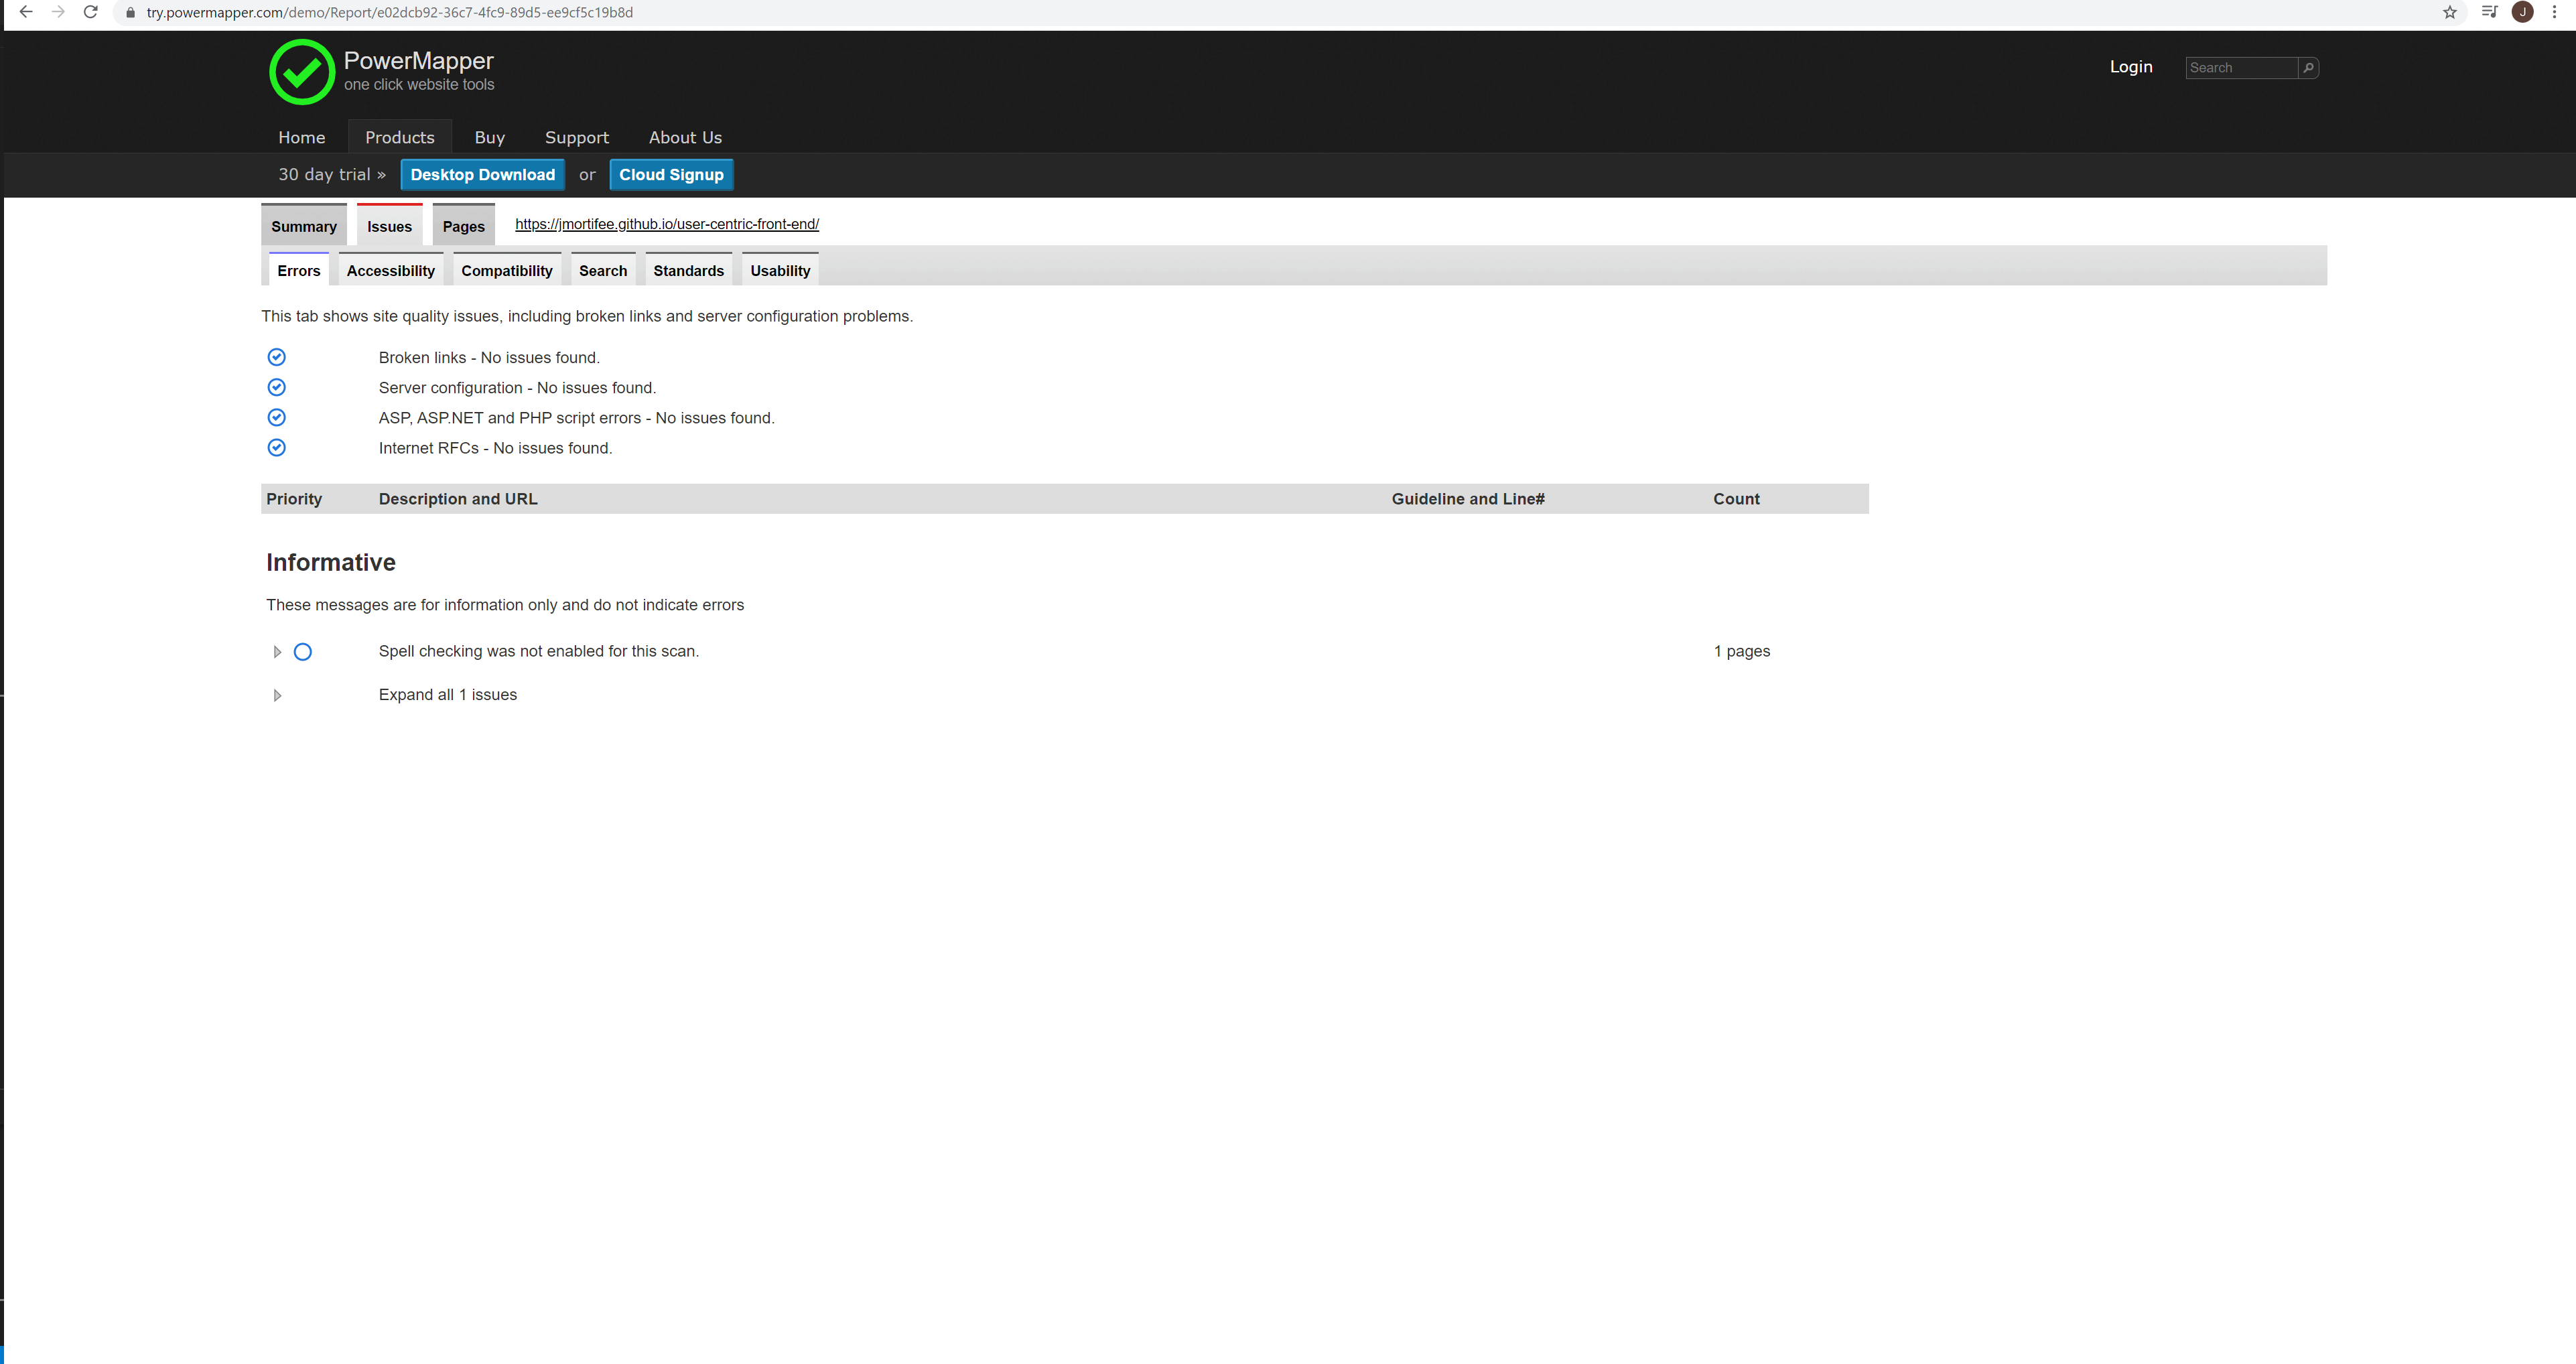 try.powermapper.com/demo/Report/e02dcb92-36c7-4fc9-89d5-ee9cf5c19b8d
J
PowerMapper
one click website tools
Login
Search
Home Products Buy Support About Us
30 day trial » Desktop Download or Cloud Signup
Summary Issues Pages https://jmortifee.github.io/user-centric-front-end/
Errors Accessibility Compatibility Search Standards Usability
This tab shows site quality issues, including broken links and server configuration problems.
Broken links - No issues found.
Server configuration - No issues found.
ASP, ASP.NET and PHP script errors - No issues found.
Internet RFCs - No issues found.
Priority Description and URL Guideline and Line# Count
Informative
These messages are for information only and do not indicate errors
Spell checking was not enabled for this scan. 1 pages
Expand all 1 issues